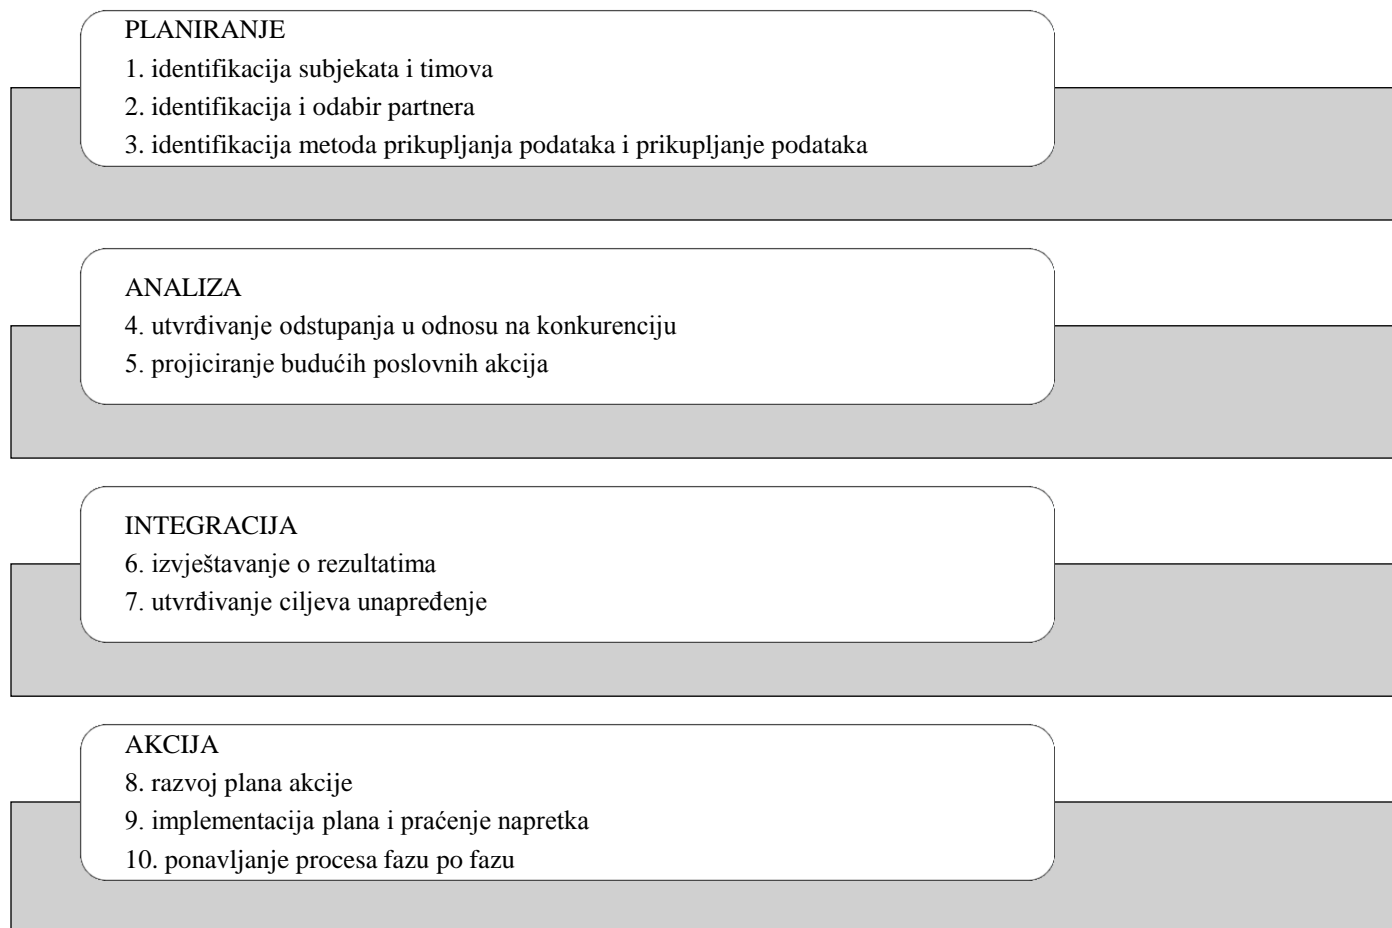 PLANIRANJE
1. identifikacija subjekata i timova
2. identifikacija i odabir partnera
3. identifikacija metoda prikupljanja podataka i prikupljanje podataka
ANALIZA
4. utvrđivanje odstupanja u odnosu na konkurenciju
5. projiciranje budućih poslovnih akcija
INTEGRACIJA
6. izvještavanje o rezultatima
7. utvrđivanje ciljeva unapređenje
AKCIJA
8. razvoj plana akcije
9. implementacija plana i praćenje napretka
10. ponavljanje procesa fazu po fazu